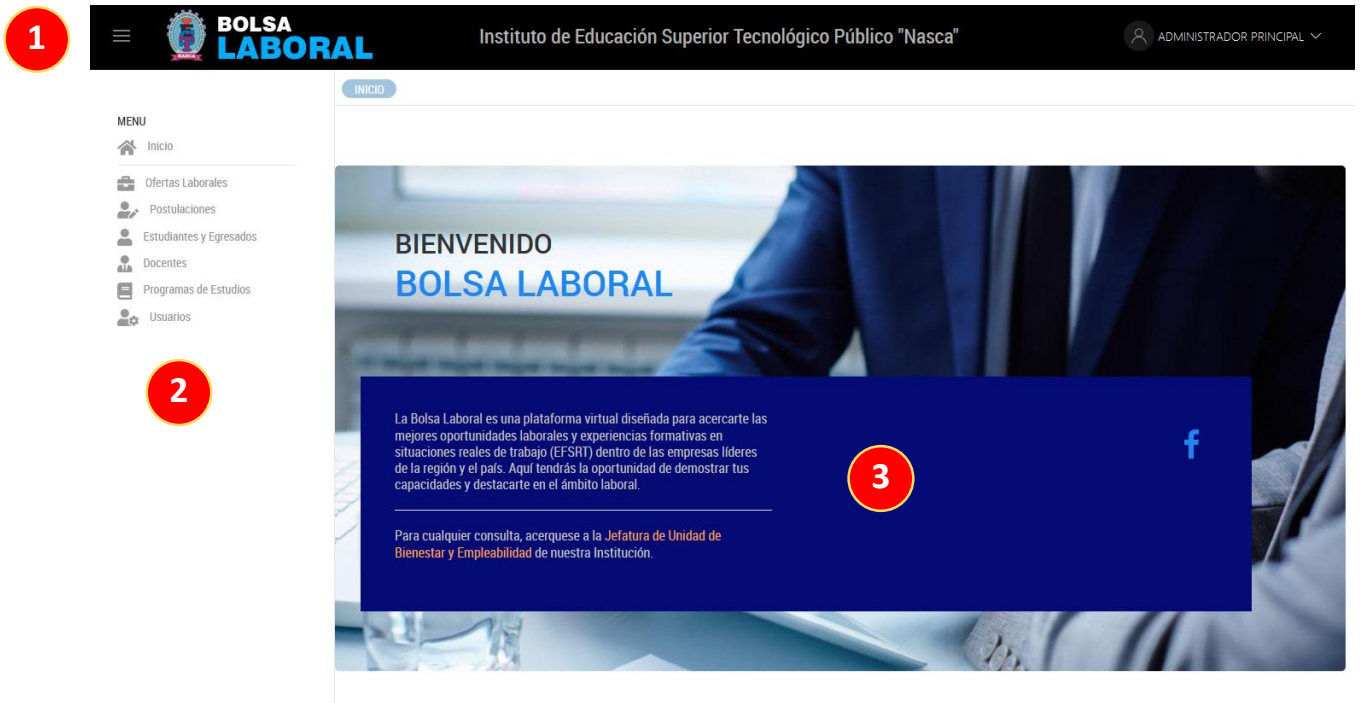 1
BOLSA
LABORAL
NASCA
Instituto de Educación Superior Tecnológico Público "Nasca"
ADMINISTRADOR PRINCIPAL
INICIO
MENU
Inicio
Ofertas Laborales
Postulaciones
Estudiantes y Egresados
Docentes
Programas de Estudios
Usuarios
2
BIENVENIDO
BOLSA LABORAL
La Bolsa Laboral es una plataforma virtual diseñada para acercarte las
mejores oportunidades laborales y experiencias formativas en
situaciones reales de trabajo (EFSRT) dentro de las empresas líderes
de la región y el país. Aquí tendrás la oportunidad de demostrar tus
capacidades y destacarte en el ámbito laboral.
Para cualquier consulta, acerquese a la Jefatura de Unidad de
Bienestar y Empleabilidad de nuestra Institución.
3
f